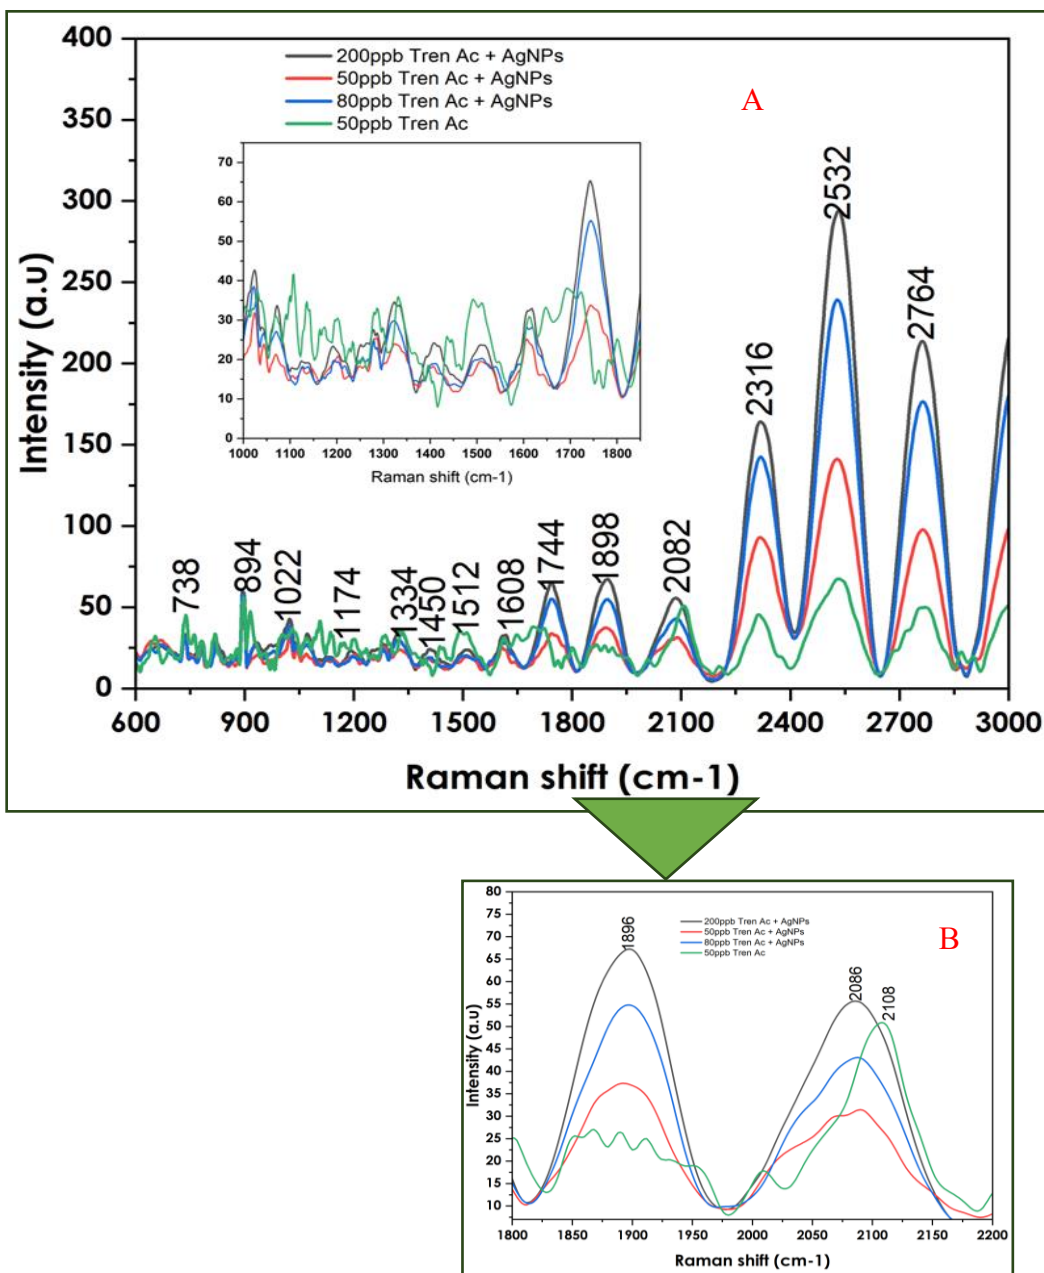 400
350
300
250
200
150
100
50
0
Intensity (a.u)
200ppb Tren Ac + AgNPs
50ppb Tren Ac + AgNPs
80ppb Tren Ac + AgNPs
50ppb Tren Ac
A
70
60
50
40
30
20
10
0
1000 1100 1200 1300 1400 1500 1600 1700 1800
Raman shift (cm-1)
738
894
1022
1174
1334
1450
1512
1608
1744
1898
2082
2316
2532
2764
600 900 1200 1500 1800 2100 2400 2700 3000
Raman shift (cm-1)
80
75
70
65
60
55
50
45
40
35
30
25
20
15
10
Intensity (a.u)
200ppb Tren Ac + AgNPs
50ppb Tren Ac + AgNPs
80ppb Tren Ac + AgNPs
50ppb Tren Ac
B
1896
2086
2108
1800 1850 1900 1950 2000 2050 2100 2150 2200
Raman shift (cm-1)